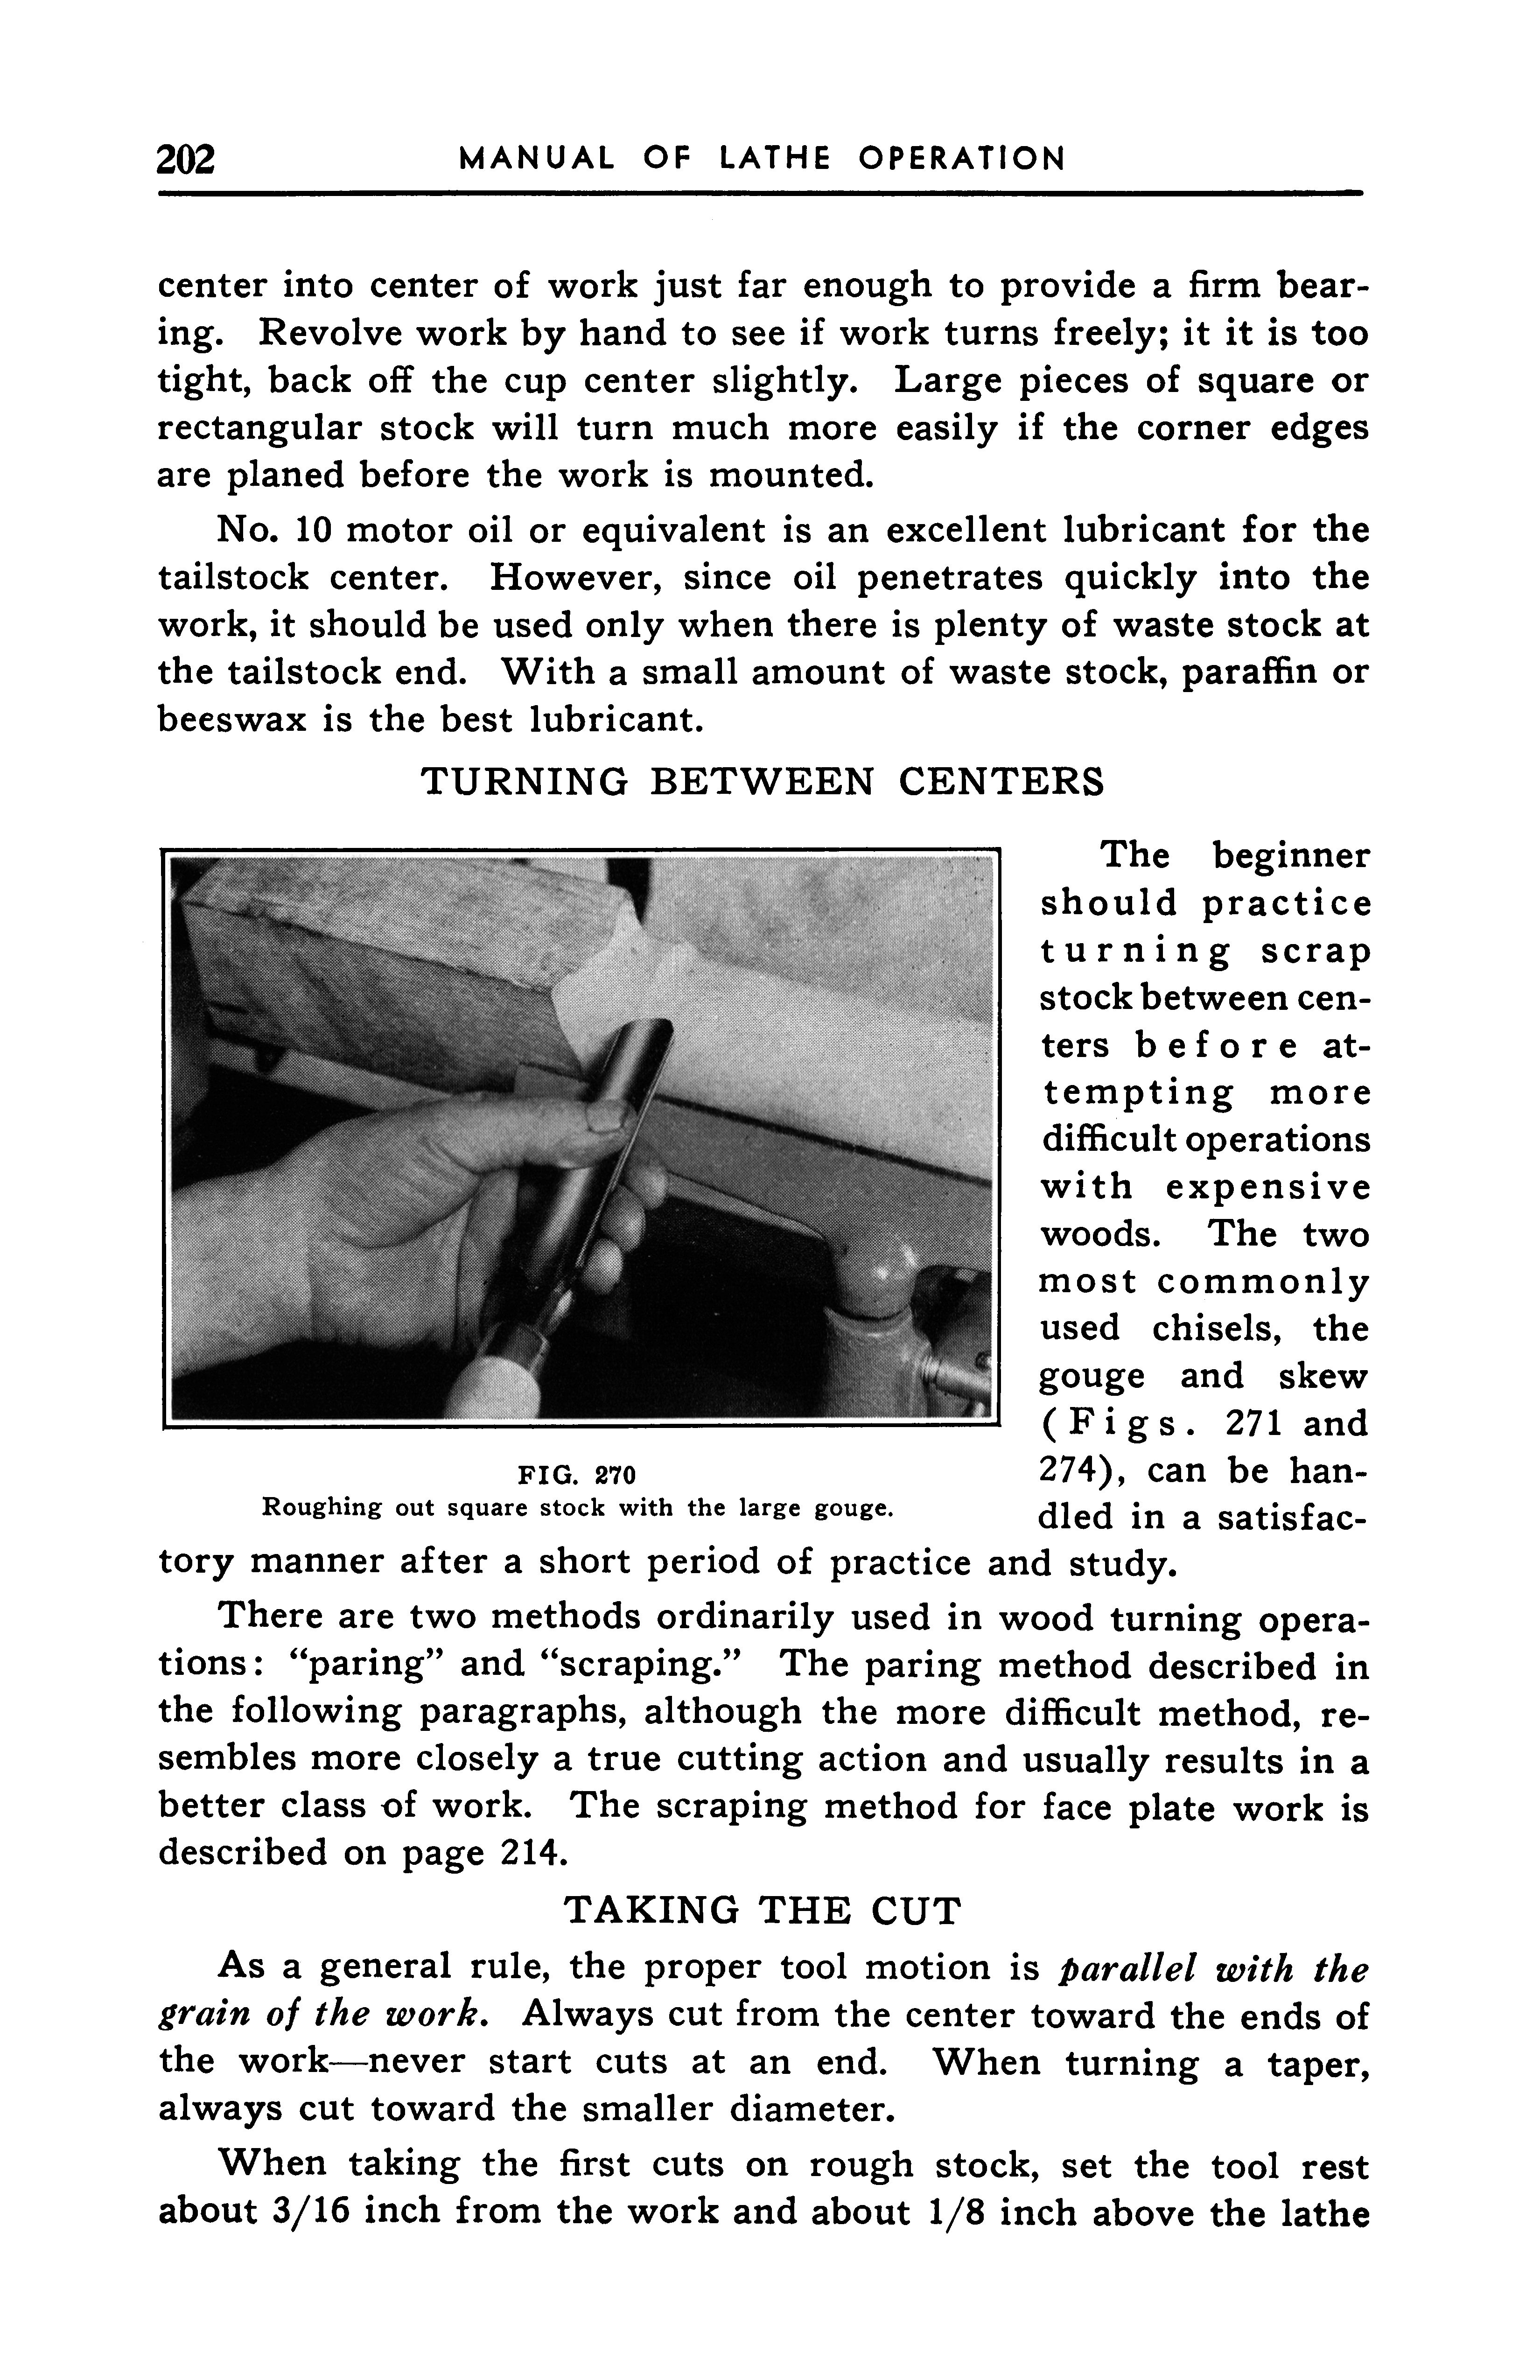 202 MANUAL OF LATHE OPERATION
center into center of work just far enough to provide a firm bear-
ing. Revolve work by hand to see if work turns freely; it it is too
tight, back off the cup center slightly. Large pieces of square or
rectangular stock will turn much more easily if the corner edges
are planed before the work is mounted.
No. 10 motor oil or equivalent is an excellent lubricant for the
tailstock center. However, since oil penetrates quickly into the
work, it should be used only when there is plenty of waste stock at
the tailstock end. With a small amount of waste stock, paraffin or
beeswax is the best lubricant.
TURNING BETWEEN CENTERS
The beginner
should practice
turning scrap
stock between cen-
ters before at-
tempting more
difficult operations
with expensive
woods. The two
most commonly
used chisels, the
gouge and skew
(Figs. 271 and
274), can be han-
dled in a satisfac-
FIG. 270
Roughing out square stock with the large gouge.
tory manner after a short period of practice and study.
There are two methods ordinarily used in wood turning opera-
tions: “paring” and “scraping.” The paring method described in
the following paragraphs, although the more difficult method, re-
sembles more closely a true cutting action and usually results in a
better class of work. The scraping method for face plate work is
described on page 214.
TAKING THE CUT
As a general rule, the proper tool motion is parallel with the
grain of the work. Always cut from the center toward the ends of
the work—never start cuts at an end. When turning a taper,
always cut toward the smaller diameter.
When taking the first cuts on rough stock, set the tool rest
about 3/16 inch from the work and about 1/8 inch above the lathe